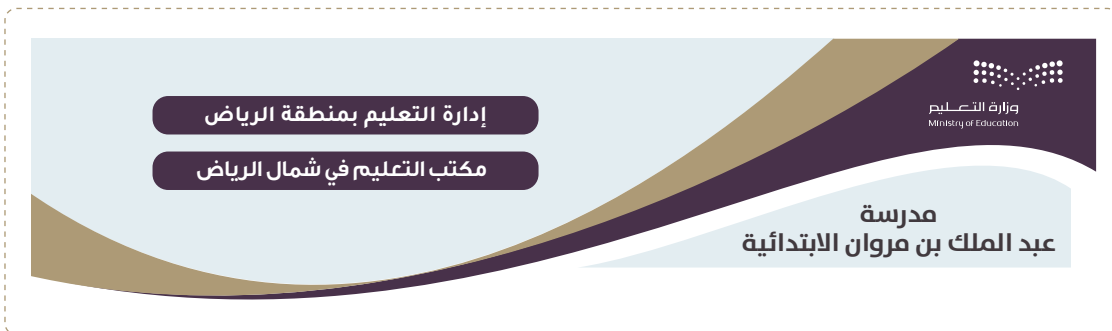 وزارة التعـــليم
Ministry of Education
إدارة التعليم بمنطقة الرياض
مكتب التعليم في شمال الرياض
مدرسة
عبد الملك بن مروان الابتدائية